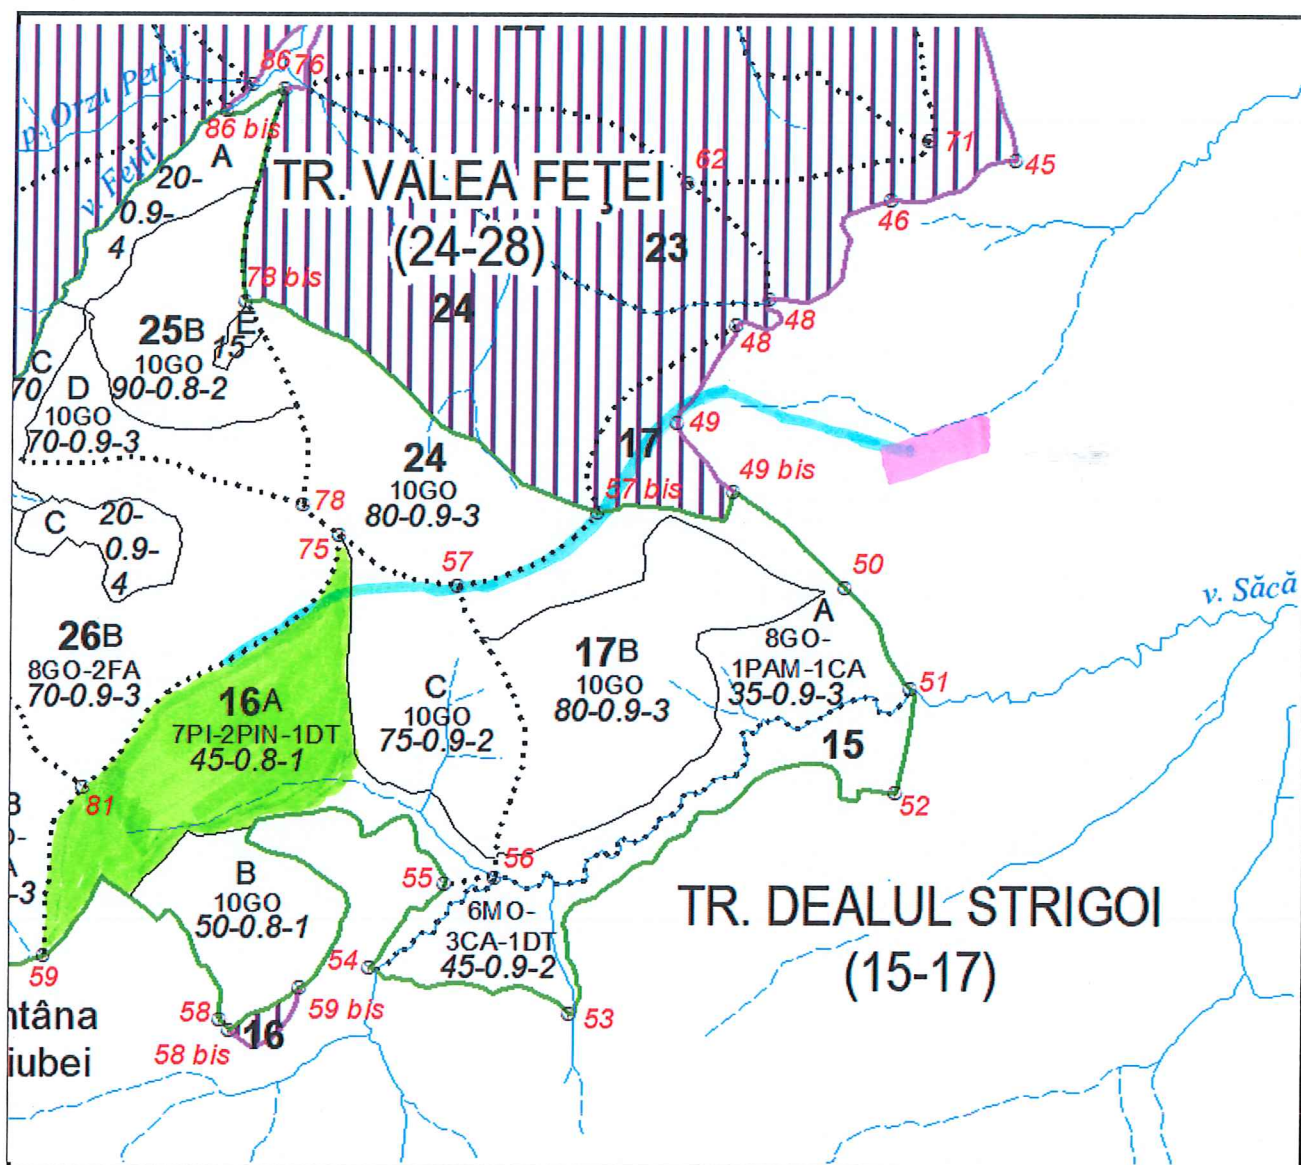 77
86
76
p. Orzu Petrii
86 bis
v. Feții
A
20-
0.9-
4
TR. VALEA FEŢEI
(24-28)
62
71
45
46
23
78 bis
24
48
48
25B
10GO
90-0.8-2
E
15
C
70
D
10GO
70-0.9-3
49
17
49 bis
24
10GO
80-0.9-3
57 bis
78
C
20-
0.9-
4
75
57
50
v. Săcă
26B
8GO-2FA
70-0.9-3
16A
7PI-2PIN-1DT
45-0.8-1
C
10GO
75-0.9-2
17B
10GO
80-0.9-3
A
8GO-
1PAM-1CA
35-0.9-3
51
15
52
81
B
-3
B
10GO
50-0.8-1
55
56
6MO-
3CA-1DT
45-0.9-2
TR. DEALUL STRIGOI
(15-17)
54
59
59 bis
53
58
16
58 bis
ntâna
iubei